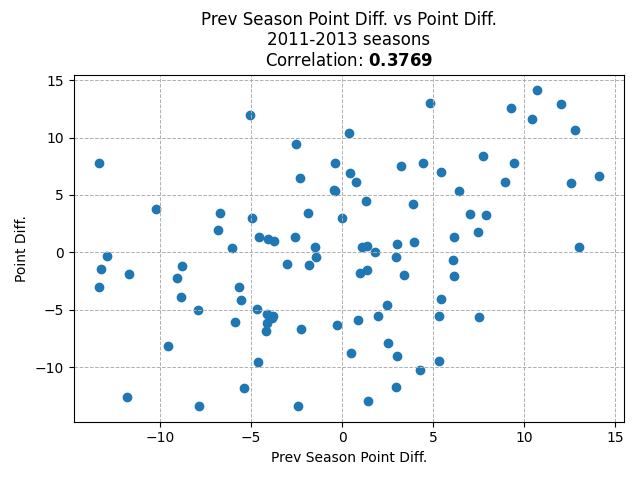 Prev Season Point Diff. vs Point Diff.
2011-2013 seasons
Correlation: 0.3769
15
10
5
0
−5
−10
Point Diff.
−10
−5
0
5
10
15
Prev Season Point Diff.